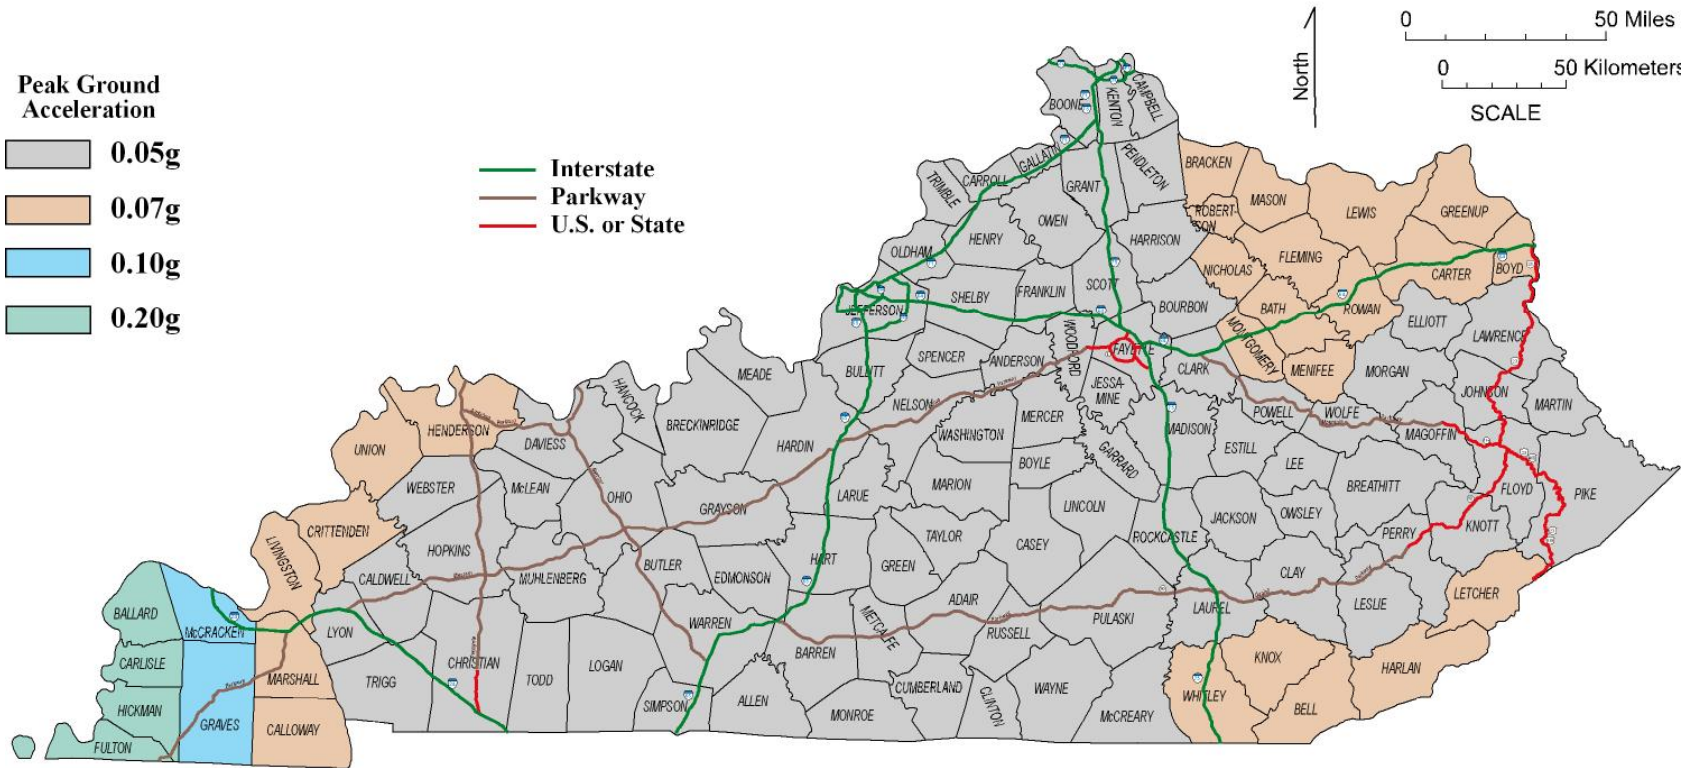 Peak Ground
Acceleration
0.05g
0.07g
0.10g
0.20g
Interstate
Parkway
U.S. or State
North
0 50 Miles
0 50 Kilometers
SCALE
BOONE
KENTON
CAMPBELL
GALLATIN
PENDLETON
BRACKEN
TRIMBLE
CARROLL
GRANT
MASON
ROBERT-
SON
LEWIS
GREENUP
OWEN
OLDHAM
HENRY
HARRISON
NICHOLAS
FLEMING
CARTER
BOYD
JEFFERSON
SHELBY
FRANKLIN
SCOTT
BOURBON
BATH
ROWAN
ELLIOTT
LAWRENCE
WOODFORD
FAYETTE
MONTGOMERY
MENIFEE
SPENCER
ANDERSON
CLARK
MORGAN
BULLITT
JESSA-
MINE
MEADE
HANCOCK
JOHNSON
MARTIN
NELSON
MERCER
POWELL
WOLFE
BRECKINRIDGE
MADISON
MAGOFFIN
HENDERSON
DAVIESS
HARDIN
WASHINGTON
GARRARD
ESTILL
UNION
BOYLE
LEE
WEBSTER
McLEAN
OHIO
LARUE
MARION
BREATHITT
FLOYD
PIKE
GRAYSON
LINCOLN
JACKSON
OWSLEY
CRITTENDEN
LIVINGSTON
TAYLOR
CASEY
ROCKCASTLE
PERRY
KNOTT
HOPKINS
HART
CALDWELL
MUHLENBERG
BUTLER
EDMONSON
GREEN
CLAY
BALLARD
ADAIR
LETCHER
McCRACKEN
LYON
WARREN
METCALFE
RUSSELL
PULASKI
LAUREL
LESLIE
CARLISLE
MARSHALL
CHRISTIAN
LOGAN
BARREN
KNOX
HARLAN
TRIGG
TODD
ALLEN
CUMBERLAND
CLINTON
WAYNE
WHITLEY
HICKMAN
GRAVES
CALLOWAY
SIMPSON
MONROE
McCREARY
BELL
FULTON